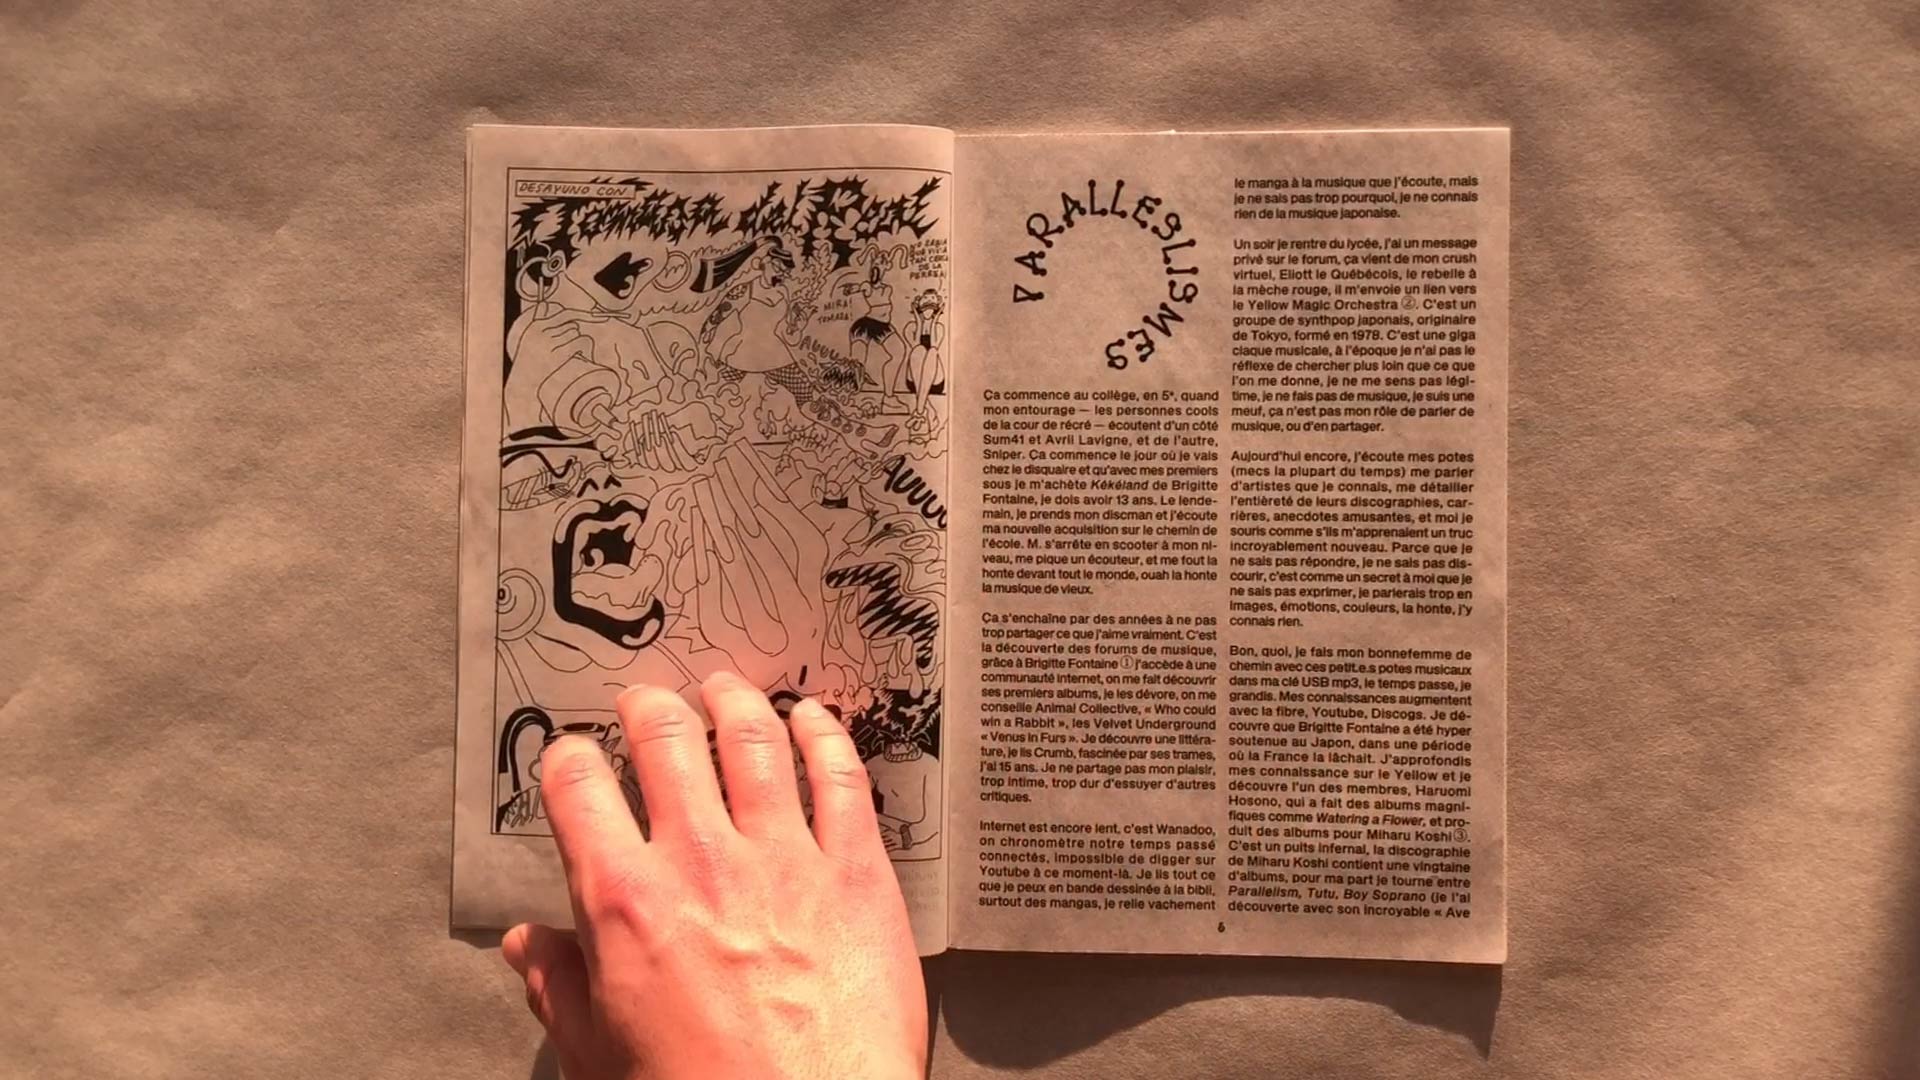 DESAYUNO CON
Tomasa del Real
NO SABIA
QUE VIVIA
TAN CERCA
DE LA
PERREA
MIRA!
TOMASA!
AUUUU
AUUUU
PARALLESLISMES
Ça commence au collège, en 5ᵉ, quand
mon entourage — les personnes cools
de la cour de récré — écoutent d'un côté
Sum41 et Avril Lavigne, et de l'autre,
Sniper. Ça commence le jour où je vais
chez le disquaire et qu'avec mes premiers
sous je m'achète Kékéland de Brigitte
Fontaine, je dois avoir 13 ans. Le lende-
main, je prends mon discman et j'écoute
ma nouvelle acquisition sur le chemin de
l'école. M. s'arrête en scooter à mon ni-
veau, me pique un écouteur, et me fout la
honte devant tout le monde, ouah la honte
la musique de vieux.
Ça s'enchaîne par des années à ne pas
trop partager ce que j'aime vraiment. C'est
la découverte des forums de musique,
grâce à Brigitte Fontaine ① j'accède à une
communauté internet, on me fait découvrir
ses premiers albums, je les dévore, on me
conseille Animal Collective, « Who could
win a Rabbit », les Velvet Underground
« Venus in Furs ». Je découvre une littéra-
ture, je lis Crumb, fascinée par ses trames,
j'ai 15 ans. Je ne partage pas mon plaisir,
trop intime, trop dur d'essuyer d'autres
critiques.
Internet est encore lent, c'est Wanadoo,
on chronomètre notre temps passé
connectés, impossible de digger sur
Youtube à ce moment-là. Je lis tout ce
que je peux en bande dessinée à la bibli,
surtout des mangas, je relie vachement
le manga à la musique que j'écoute, mais
je ne sais pas trop pourquoi, je ne connais
rien de la musique japonaise.
Un soir je rentre du lycée, j'ai un message
privé sur le forum, ça vient de mon crush
virtuel, Eliott le Québécois, le rebelle à
la mèche rouge, il m'envoie un lien vers
le Yellow Magic Orchestra ②. C'est un
groupe de synthpop japonais, originaire
de Tokyo, formé en 1978. C'est une giga
claque musicale, à l'époque je n'ai pas le
réflexe de chercher plus loin que ce que
l'on me donne, je ne me sens pas légi-
time, je ne fais pas de musique, je suis une
meuf, ça n'est pas mon rôle de parler de
musique, ou d'en partager.
Aujourd'hui encore, j'écoute mes potes
(mecs la plupart du temps) me parler
d'artistes que je connais, me détailler
l'entièreté de leurs discographies, car-
rières, anecdotes amusantes, et moi je
souris comme s'ils m'apprenaient un truc
incroyablement nouveau. Parce que je
ne sais pas répondre, je ne sais pas dis-
courir, c'est comme un secret à moi que je
ne sais pas exprimer, je parlerais trop en
images, émotions, couleurs, la honte, j'y
connais rien.
Bon, quoi, je fais mon bonnefemme de
chemin avec ces petit.e.s potes musicaux
dans ma clé USB mp3, le temps passe, je
grandis. Mes connaissances augmentent
avec la fibre, Youtube, Discogs. Je dé-
couvre que Brigitte Fontaine a été hyper
soutenue au Japon, dans une période
où la France la lâchait. J'approfondis
mes connaissance sur le Yellow et je
découvre l'un des membres, Haruomi
Hosono, qui a fait des albums magni-
fiques comme Watering a Flower, et pro-
duit des albums pour Miharu Koshi ③.
C'est un puits infernal, la discographie
de Miharu Koshi contient une vingtaine
d'albums, pour ma part je tourne entre
Parallelism, Tutu, Boy Soprano (je l'ai
découverte avec son incroyable « Ave